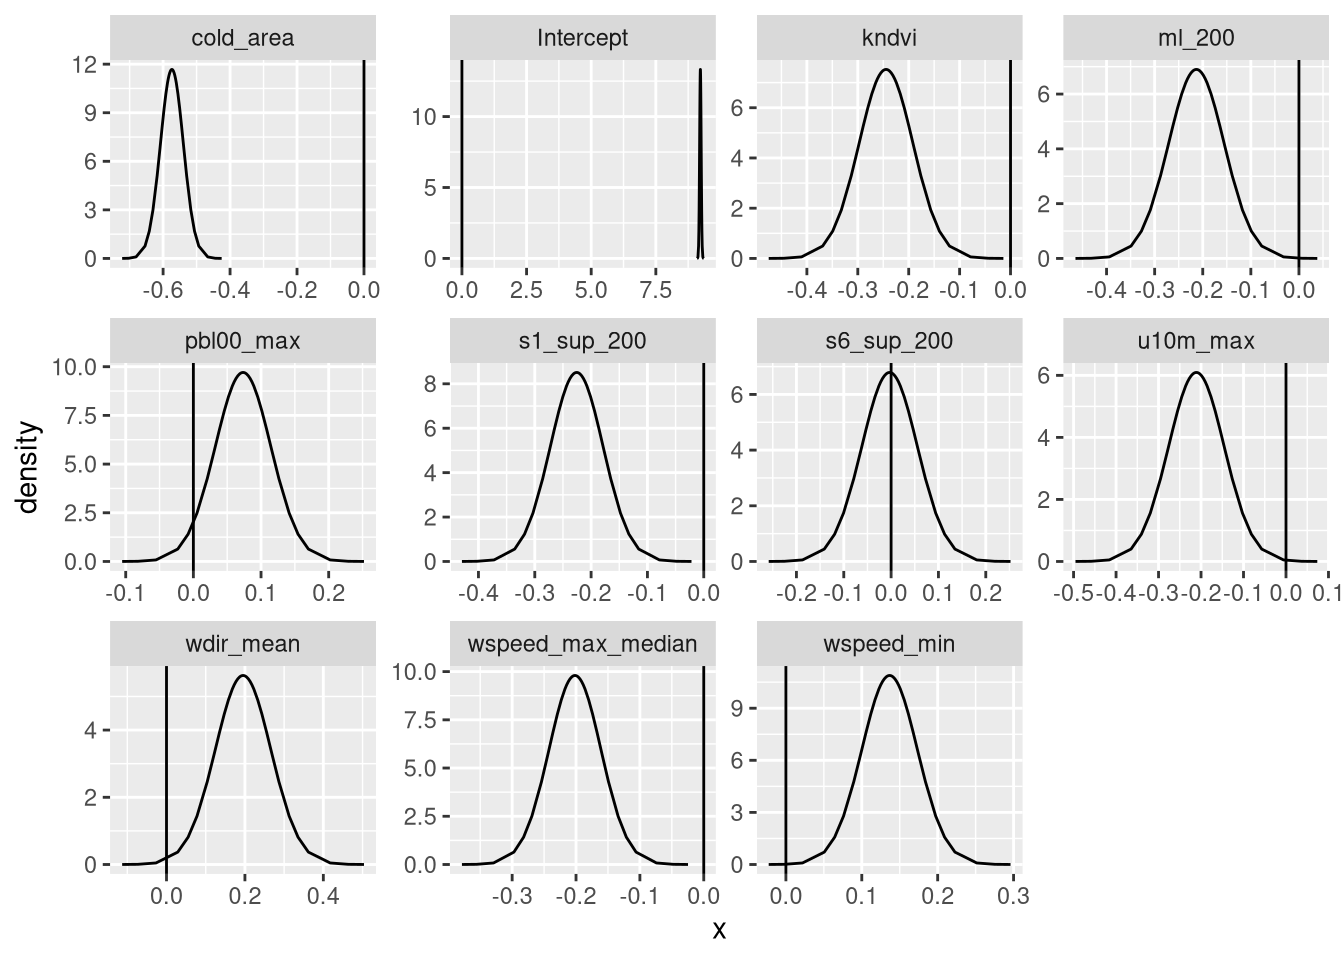 cold_area
Intercept
kndvi
ml_200
12
9
6
3
0
10
5
0
6
4
2
0
6
4
2
0
-0.6 -0.4 -0.2 0.0
0.0 2.5 5.0 7.5
-0.4 -0.3 -0.2 -0.1 0.0
-0.4 -0.3 -0.2 -0.1 0.0
pbl00_max
s1_sup_200
s6_sup_200
u10m_max
10.0
7.5
5.0
2.5
0.0
8
6
4
2
0
6
4
2
0
6
4
2
0
-0.1 0.0 0.1 0.2
-0.4 -0.3 -0.2 -0.1 0.0
-0.2 -0.1 0.0 0.1 0.2
-0.5 -0.4 -0.3 -0.2 -0.1 0.0 0.1
wdir_mean
wspeed_max_median
wspeed_min
4
2
0
10.0
7.5
5.0
2.5
0.0
9
6
3
0
0.0 0.2 0.4
-0.3 -0.2 -0.1 0.0
0.0 0.1 0.2 0.3
density
x